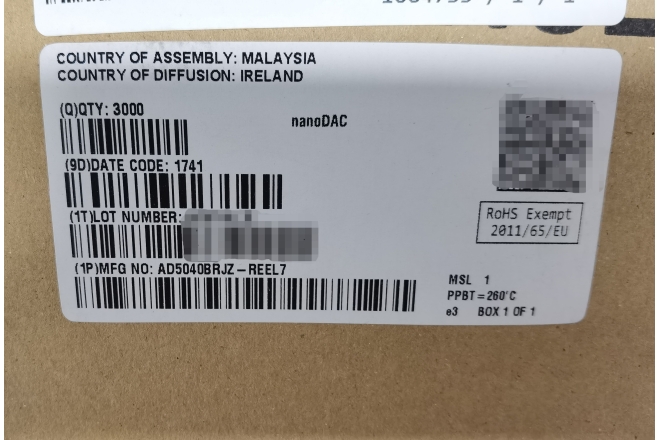 COUNTRY OF ASSEMBLY: MALAYSIA
COUNTRY OF DIFFUSION: IRELAND
(Q)QTY: 3000
nanoDAC
(9D)DATE CODE: 1741
(1T)LOT NUMBER:
RoHS Exempt
2011/65/EU
(1P)MFG NO: AD5040BRJZ-REEL7
MSL 1
PPBT=260°C
e3 BOX 1 OF 1